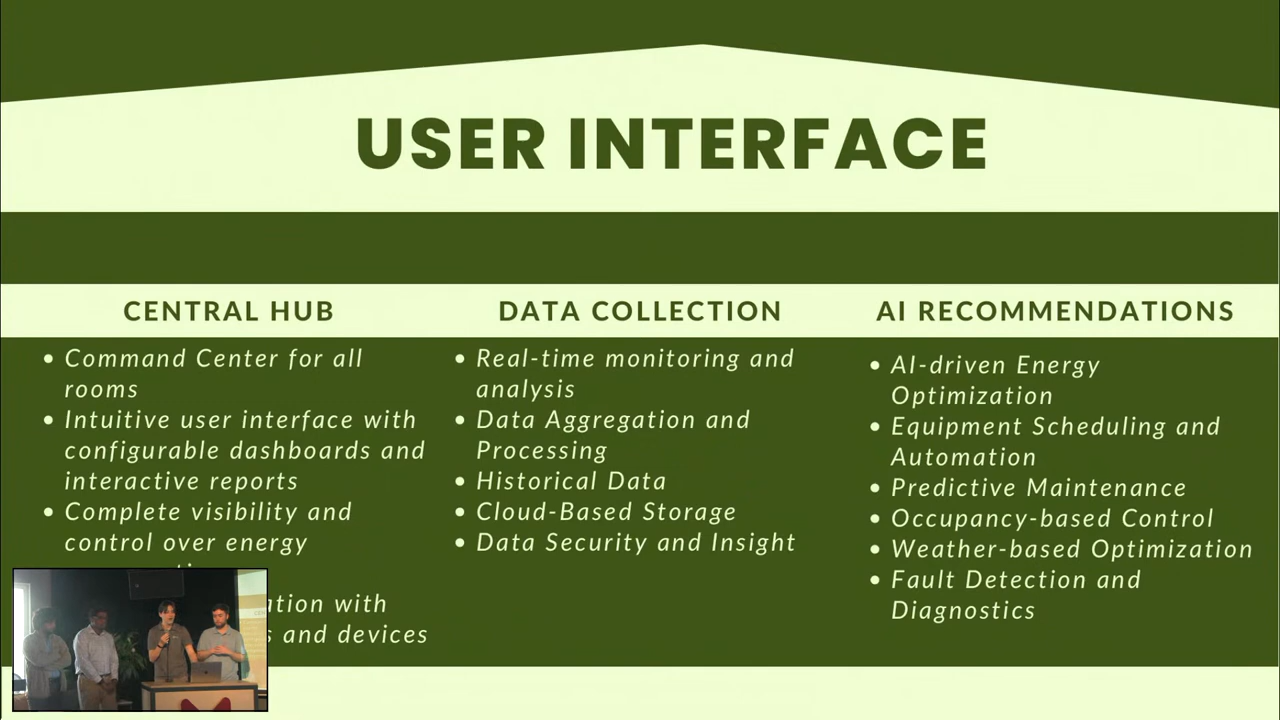 USER INTERFACE
CENTRAL HUB
• Command Center for all
rooms
• Intuitive user interface with
configurable dashboards and
interactive reports
• Complete visibility and
control over energy
ation with
s and devices
DATA COLLECTION
• Real-time monitoring and
analysis
• Data Aggregation and
Processing
• Historical Data
• Cloud-Based Storage
• Data Security and Insight
AI RECOMMENDATIONS
• AI-driven Energy
Optimization
• Equipment Scheduling and
Automation
• Predictive Maintenance
• Occupancy-based Control
• Weather-based Optimization
• Fault Detection and
Diagnostics